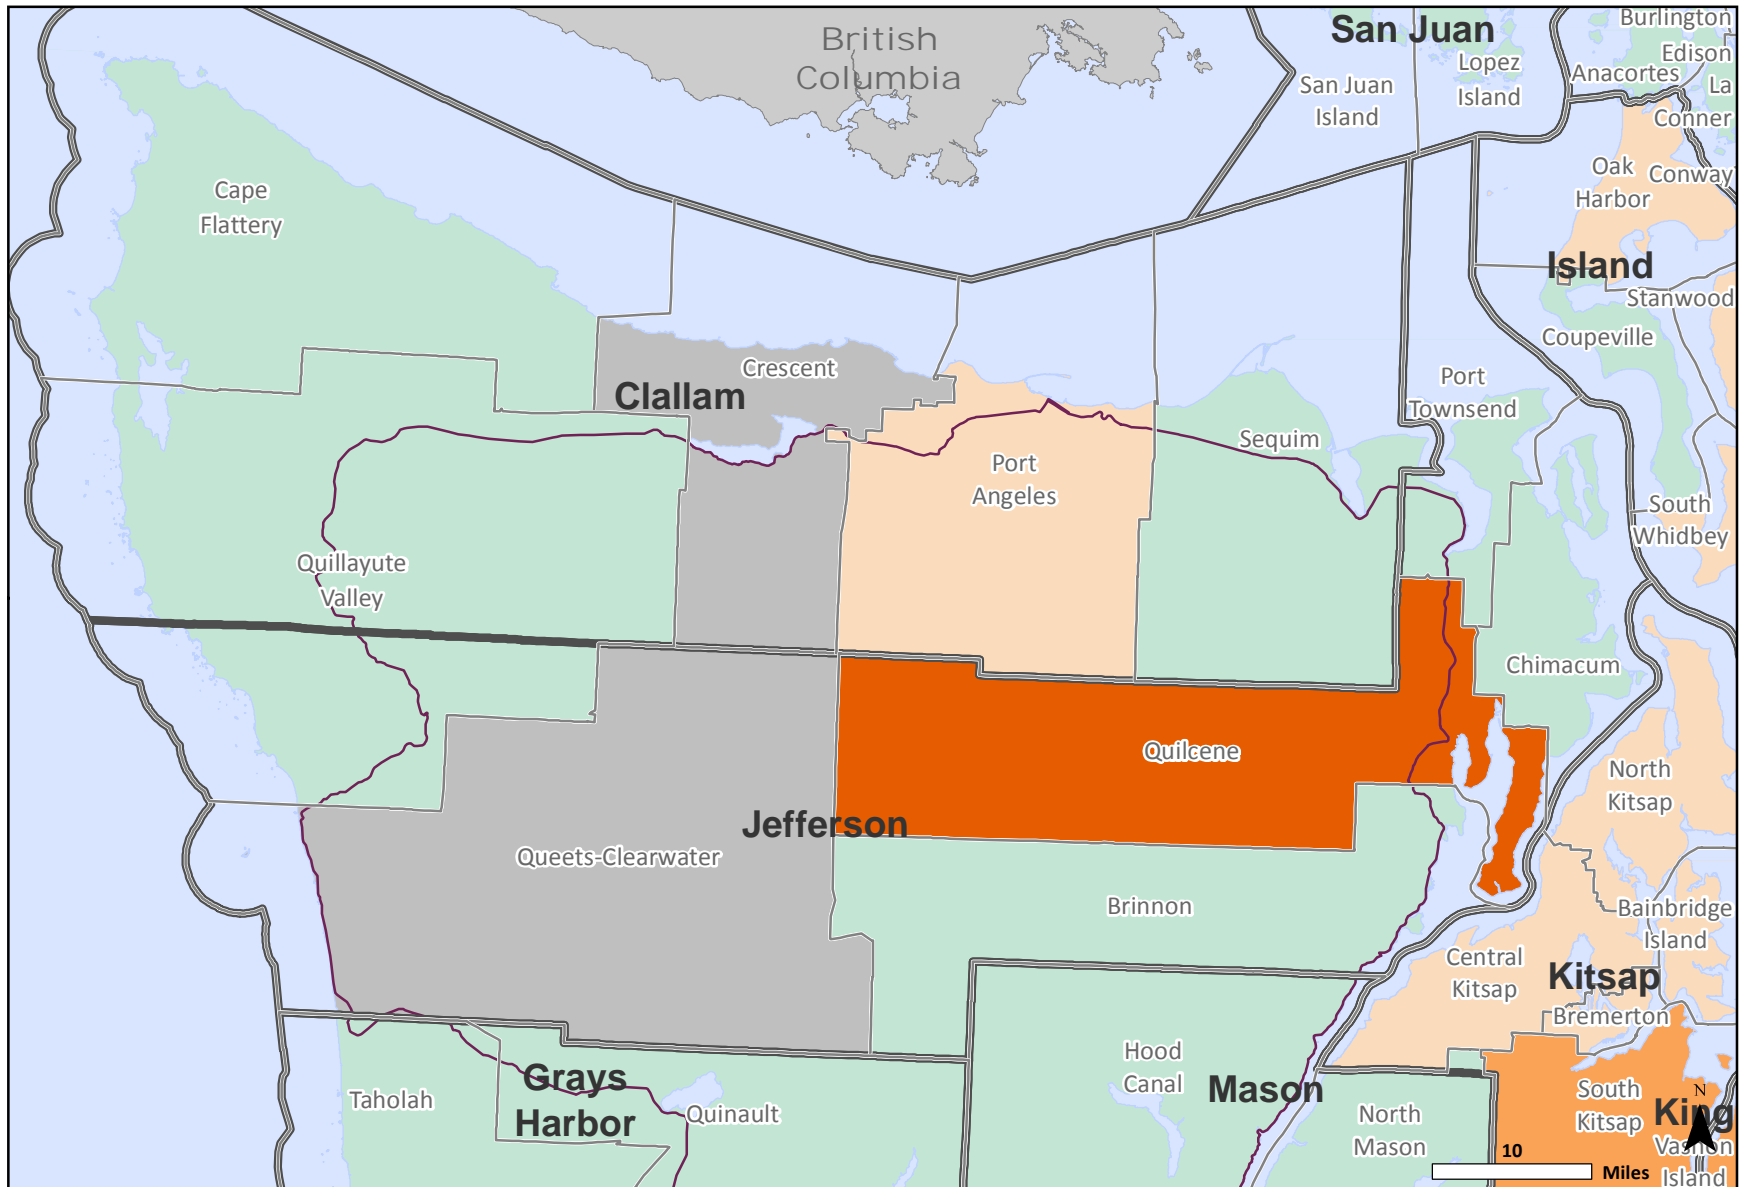 British
Columbia
San Juan
San Juan
Island
Lopez
Island
Burlington
Edison
Anacortes
La
Conner
Oak
Harbor
Conway
Island
Stanwood
Coupeville
Cape
Flattery
Crescent
Clallam
Port
Angeles
Sequim
Port
Townsend
South
Whidbey
Quillayute
Valley
Chimacum
Quilcene
North
Kitsap
Jefferson
Queets-Clearwater
Brinnon
Bainbridge
Island
Central
Kitsap
Kitsap
Bremerton
Hood
Canal
Mason
Grays
Harbor
Taholah
Quinault
North
Mason
South
Kitsap
N
King
Vashon
Island
10
Miles